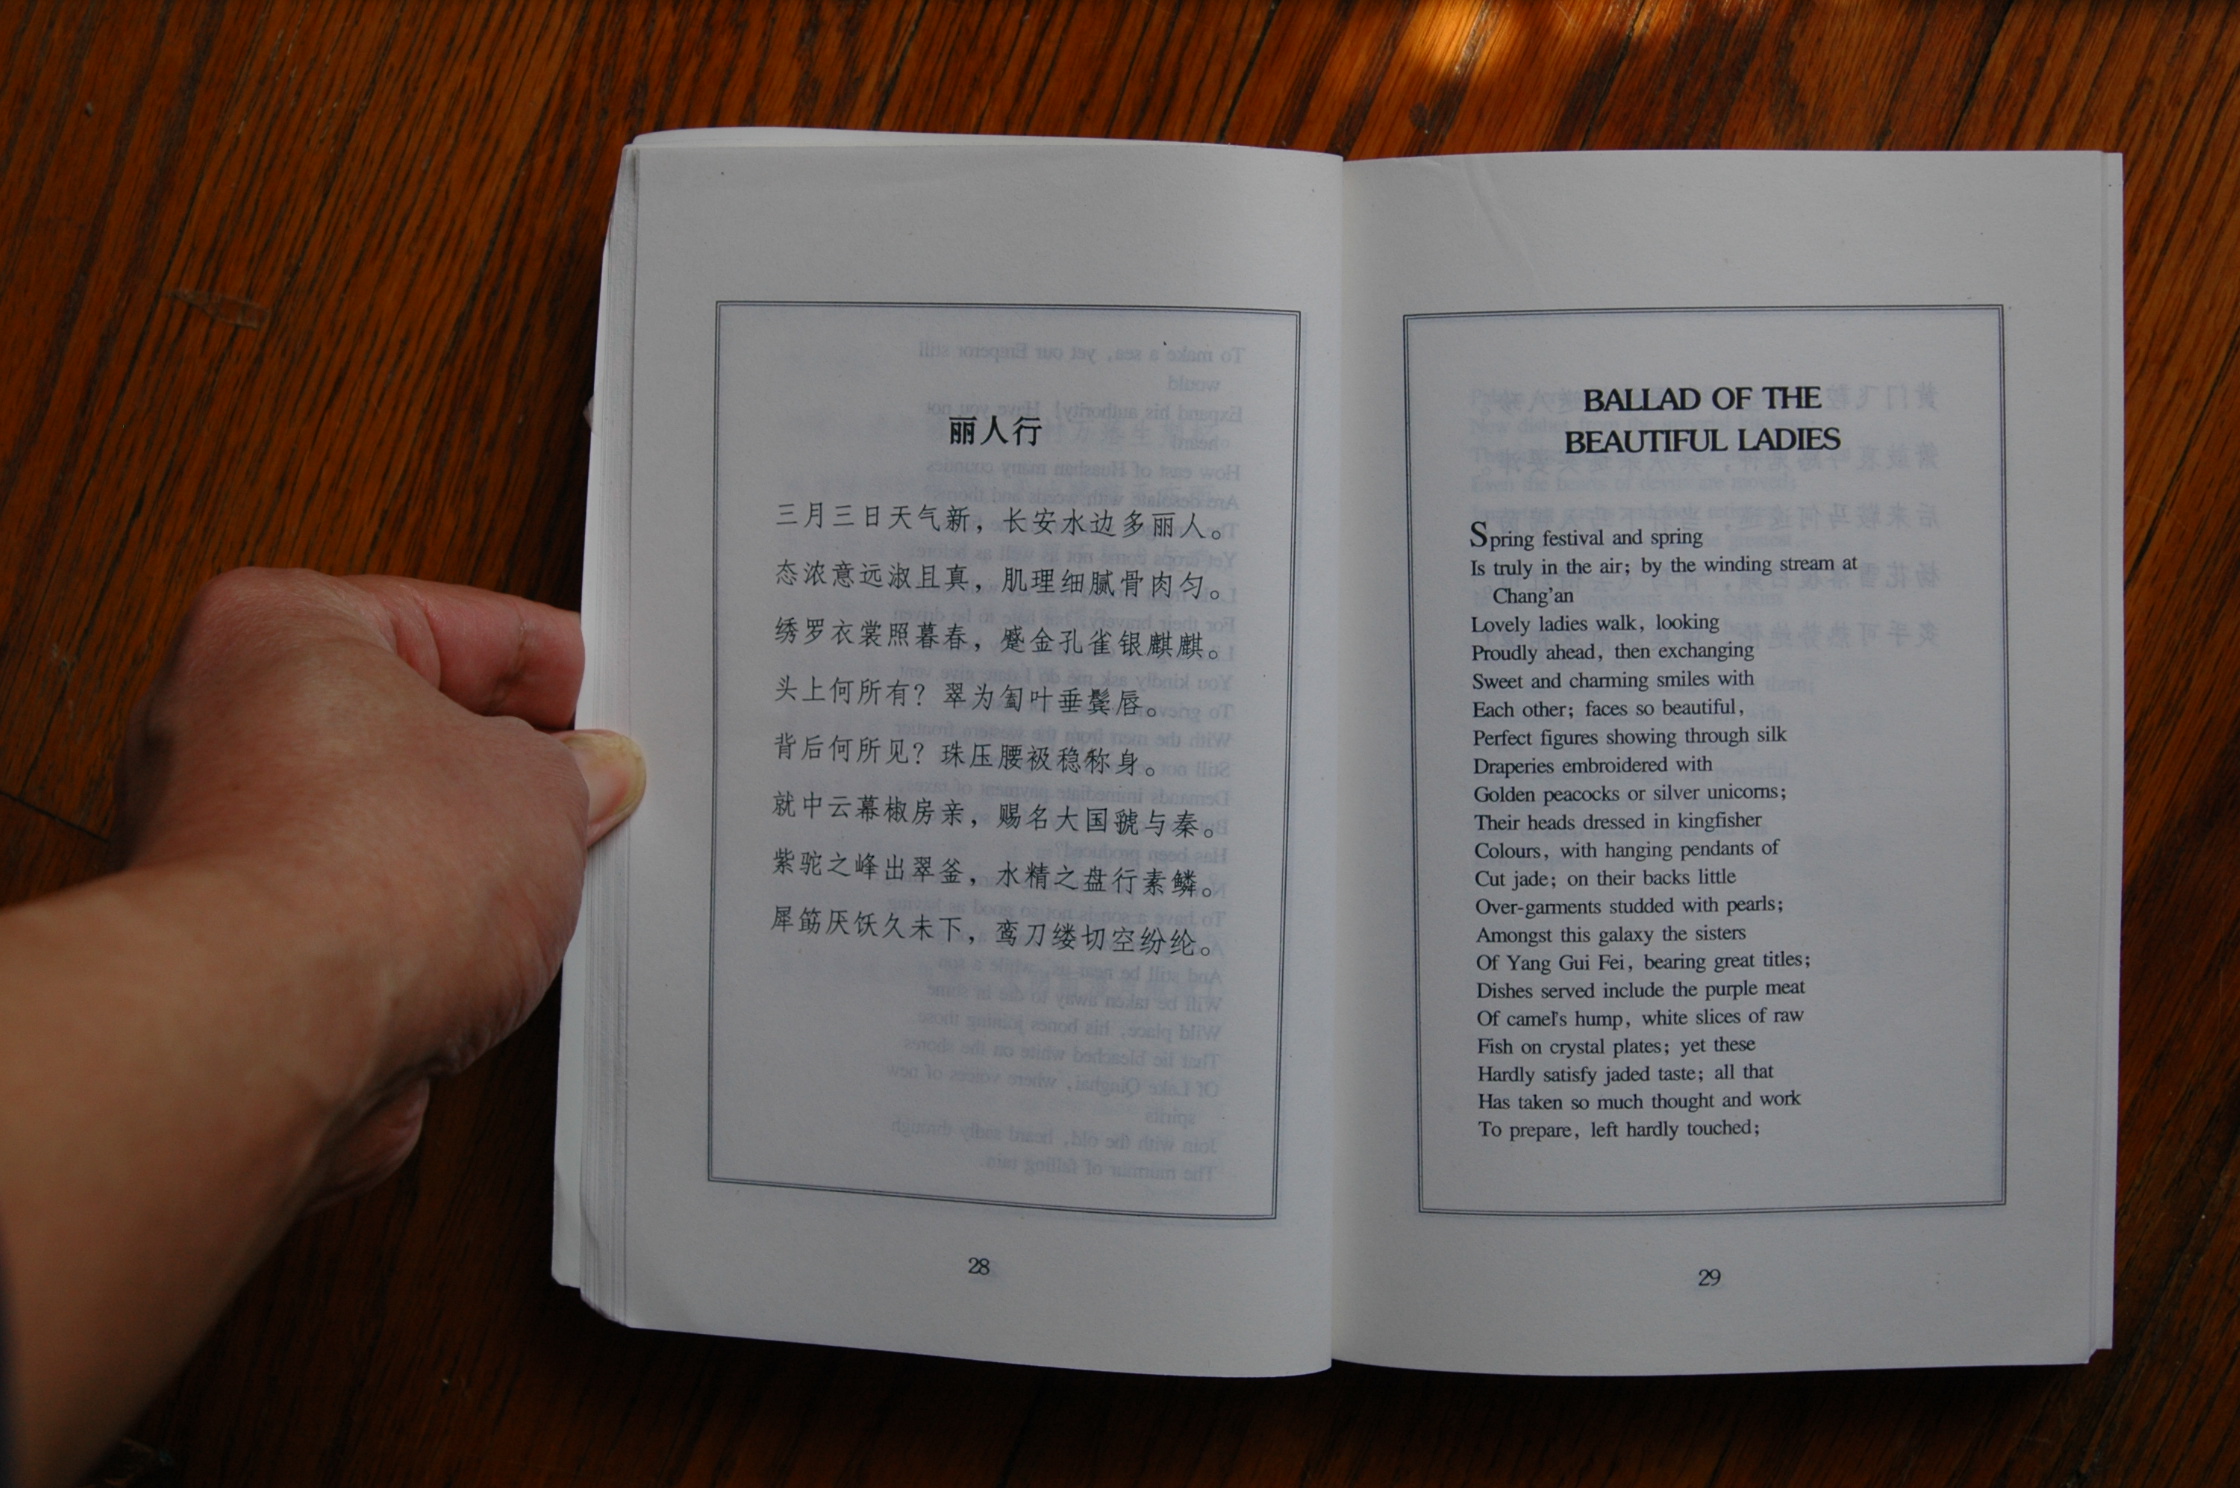 丽人行
三月三日天气新，长安水边多丽人。
态浓意远淑且真，肌理细腻骨肉匀。
绣罗衣裳照暮春，蹙金孔雀银麒麟。
头上何所有？翠为匎叶垂鬓唇。
背后何所见？珠压腰衱稳称身。
就中云幕椒房亲，赐名大国虢与秦。
紫驼之峰出翠釜，水精之盘行素鳞。
犀筯厌饫久未下，鸾刀缕切空纷纶。
28
BALLAD OF THE
BEAUTIFUL LADIES
Spring festival and spring
Is truly in the air; by the winding stream at
Chang'an
Lovely ladies walk, looking
Proudly ahead, then exchanging
Sweet and charming smiles with
Each other; faces so beautiful,
Perfect figures showing through silk
Draperies embroidered with
Golden peacocks or silver unicorns;
Their heads dressed in kingfisher
Colours, with hanging pendants of
Cut jade; on their backs little
Over-garments studded with pearls;
Amongst this galaxy the sisters
Of Yang Gui Fei, bearing great titles;
Dishes served include the purple meat
Of camel's hump, white slices of raw
Fish on crystal plates; yet these
Hardly satisfy jaded taste; all that
Has taken so much thought and work
To prepare, left hardly touched;
29